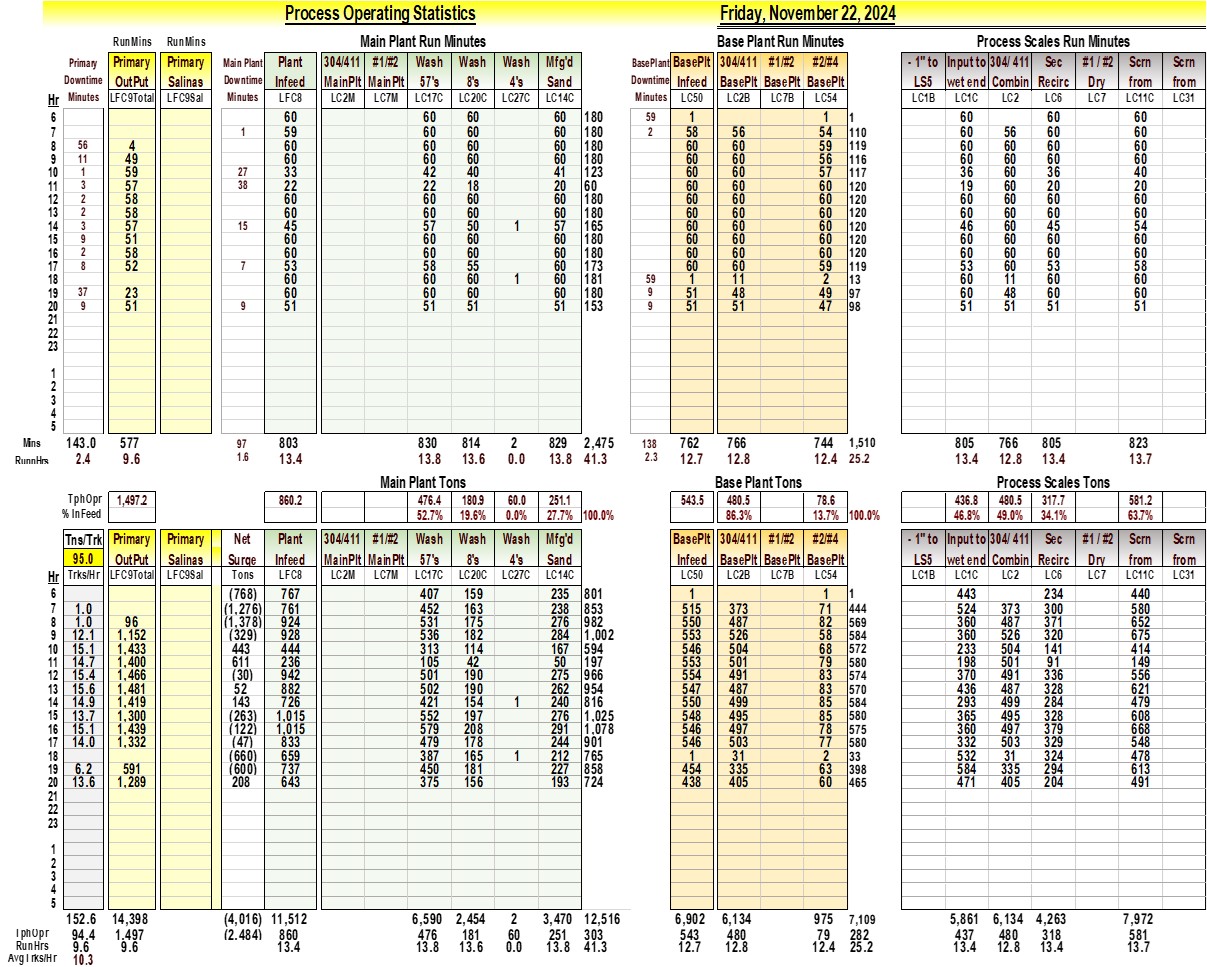 Process Operating Statistics Friday, November 22, 2024
RunMins RunMins Main Plant Run Minutes Base Plant Run Minutes Process Scales Run Minutes
Primary Primary Primary Main Plant Plant 304/411 #1/#2 Wash Wash Wash Mfg'd BasePlant BasePlt 304/411 #1/#2 #2/#4 - 1" to Input to 304/ 411 Sec #1 / #2 Scrn Scrn
Downtime OutPut Salinas Downtime Infeed MainPlt MainPlt 57's 8's 4's Sand Downtime Infeed BasePlt BasePlt BasePlt LS5 wet end Combin Recirc Dry from from
Hr Minutes LFC9Total LFC9Sal Minutes LFC8 LC2M LC7M LC17C LC20C LC27C LC14C Minutes LC50 LC2B LC7B LC54 LC1B LC1C LC2 LC6 LC7 LC11C LC31
6 60 60 60 60 180 59 1 1 1 60 60 60
7 1 59 60 60 60 180 2 58 56 54 110 60 56 60 60
8 56 4 60 60 60 60 180 60 60 59 119 60 60 60 60
9 11 49 60 60 60 60 180 60 60 56 116 60 60 60 60
10 1 59 27 33 42 40 41 123 60 60 57 117 36 60 36 40
11 3 57 38 22 22 18 20 60 60 60 60 120 19 60 20 20
12 2 58 60 60 60 60 180 60 60 60 120 60 60 60 60
13 2 58 60 60 60 60 180 60 60 60 120 60 60 60 60
14 3 57 15 45 57 50 1 57 165 60 60 60 120 46 60 45 54
15 9 51 60 60 60 60 180 60 60 60 120 60 60 60 60
16 2 58 60 60 60 60 180 60 60 60 120 60 60 60 60
17 8 52 7 53 58 55 60 173 60 60 59 119 53 60 53 58
18 60 60 60 1 60 181 59 1 11 2 13 60 11 60 60
19 37 23 60 60 60 60 180 9 51 48 49 97 60 48 60 60
20 9 51 9 51 51 51 51 153 9 51 51 47 98 51 51 51 51
21
22
23
1
2
3
4
5
Mins 143.0 577 97 803 830 814 2 829 2,475 138 762 766 744 1,510 805 766 805 823
RunnHrs 2.4 9.6 1.6 13.4 13.8 13.6 0.0 13.8 41.3 2.3 12.7 12.8 12.4 25.2 13.4 12.8 13.4 13.7
Main Plant Tons Base Plant Tons Process Scales Tons
TphOpr 1,497.2 860.2 476.4 180.9 60.0 251.1 543.5 480.5 78.6 436.8 480.5 317.7 581.2
% InFeed 52.7% 19.6% 0.0% 27.7% 100.0% 86.3% 13.7% 100.0% 46.8% 49.0% 34.1% 63.7%
Tns/Trk Primary Primary Net Plant 304/411 #1/#2 Wash Wash Wash Mfg'd BasePlt 304/411 #1/#2 #2/#4 - 1" to Input to 304/ 411 Sec #1 / #2 Scrn Scrn
95.0 OutPut Salinas Surge Infeed MainPlt MainPlt 57's 8's 4's Sand Infeed BasePlt BasePlt BasePlt LS5 wet end Combin Recirc Dry from from
Hr Trks/Hr LFC9Total LFC9Sal Tons LFC8 LC2M LC7M LC17C LC20C LC27C LC14C LC50 LC2B LC7B LC54 LC1B LC1C LC2 LC6 LC7 LC11C LC31
6 (768) 767 407 159 235 801 1 1 1 443 234 440
7 1.0 (1,276) 761 452 163 238 853 515 373 71 444 524 373 300 580
8 1.0 96 (1,378) 924 531 175 276 982 550 487 82 569 360 487 371 652
9 12.1 1,152 (329) 928 536 182 284 1,002 553 526 58 584 360 526 320 675
10 15.1 1,433 443 444 313 114 167 594 546 504 68 572 233 504 141 414
11 14.7 1,400 611 236 105 42 50 197 553 501 79 580 198 501 91 149
12 15.4 1,466 (30) 942 501 190 275 966 554 491 83 574 370 491 336 556
13 15.6 1,481 52 882 502 190 262 954 547 487 83 570 436 487 328 621
14 14.9 1,419 143 726 421 154 1 240 816 550 499 85 584 293 499 284 479
15 13.7 1,300 (263) 1,015 552 197 276 1,025 548 495 85 580 365 495 328 608
16 15.1 1,439 (122) 1,015 579 208 291 1,078 546 497 78 575 360 497 379 668
17 14.0 1,332 (47) 833 479 178 244 901 546 503 77 580 332 503 329 548
18 (660) 659 387 165 1 212 765 1 31 2 33 532 31 324 478
19 6.2 591 (600) 737 450 181 227 858 454 335 63 398 584 335 294 613
20 13.6 1,289 208 643 375 156 193 724 438 405 60 465 471 405 204 491
21
22
23
1
2
3
4
5
152.6 14,398 (4,016) 11,512 6,590 2,454 2 3,470 12,516 6,902 6,134 975 7,109 5,861 6,134 4,263 7,972
TphOpr 94.4 1,497 (2,484) 860 476 181 60 251 303 543 480 79 282 437 480 318 581
RunHrs 9.6 9.6 13.4 13.8 13.6 0.0 13.8 41.3 12.7 12.8 12.4 25.2 13.4 12.8 13.4 13.7
AvgTrks/Hr 10.3